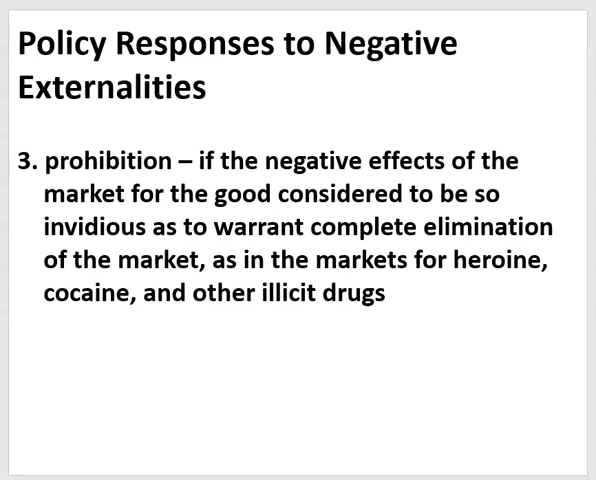 Policy Responses to Negative
Externalities
3. prohibition – if the negative effects of the
market for the good considered to be so
invidious as to warrant complete elimination
of the market, as in the markets for heroine,
cocaine, and other illicit drugs